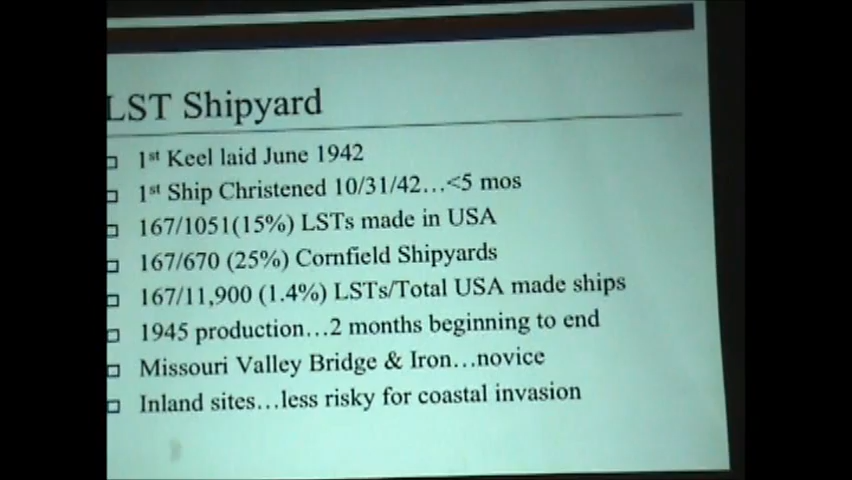 LST Shipyard
1st Keel laid June 1942
1st Ship Christened 10/31/42…<5 mos
167/1051(15%) LSTs made in USA
167/670 (25%) Cornfield Shipyards
167/11,900 (1.4%) LSTs/Total USA made ships
1945 production…2 months beginning to end
Missouri Valley Bridge & Iron…novice
Inland sites…less risky for coastal invasion